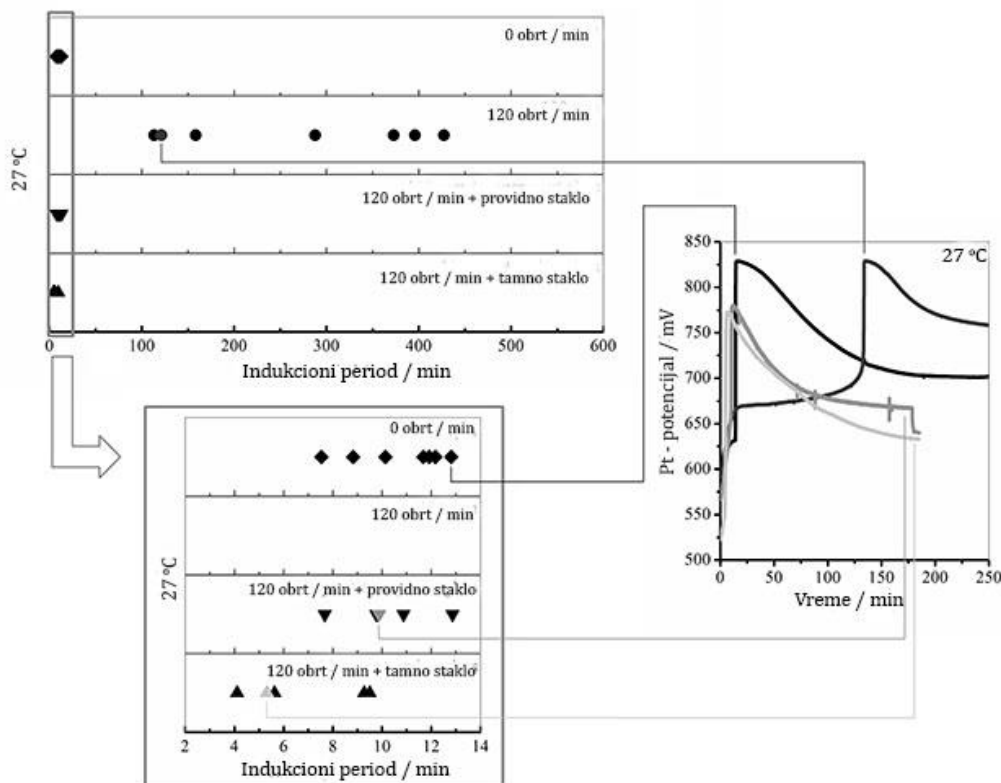 0 obrt / min
120 obrt / min
120 obrt / min + providno staklo
120 obrt / min + tamno staklo
27 ºC
0 100 200 300 400 500 600
Indukcioni period / min
0 obrt / min
120 obrt / min
120 obrt / min + providno staklo
120 obrt / min + tamno staklo
27 ºC
2 4 6 8 10 12 14
Indukcioni period / min
27 ºC
850
800
750
700
650
600
550
500
Pt - potencijal / mV
0 50 100 150 200 250
Vreme / min